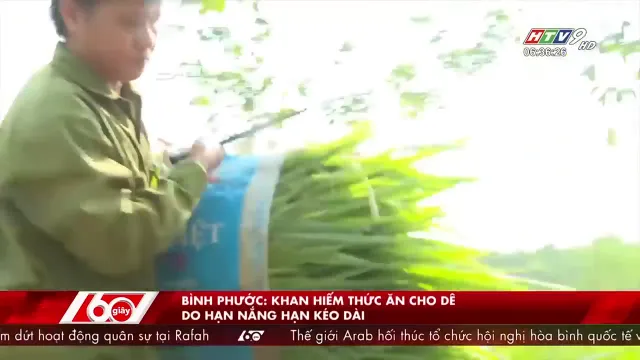 HTV9 HD
06:36:26
IỆT
60 giây
BÌNH PHƯỚC: KHAN HIẾM THỨC ĂN CHO DÊ
DO HẠN NẮNG HẠN KÉO DÀI
m dứt hoạt động quân sự tại Rafah
Thế giới Arab hối thúc tổ chức hội nghị hòa bình quốc tế v